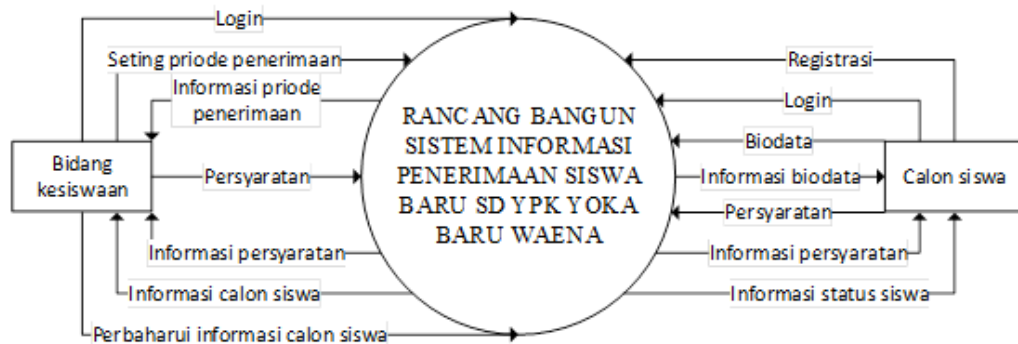 Login
Seting priode penerimaan
Informasi priode
penerimaan
Bidang
kesiswaan
Persyaratan
Informasi persyaratan
Informasi calon siswa
Perbaharui informasi calon siswa
RANCANG BANGUN
SISTEM INFORMASI
PENERIMAAN SISWA
BARU SD YPK YOKA
BARU WAENA
Registrasi
Login
Biodata
Informasi biodata
Calon siswa
Persyaratan
Informasi persyaratan
Informasi status siswa